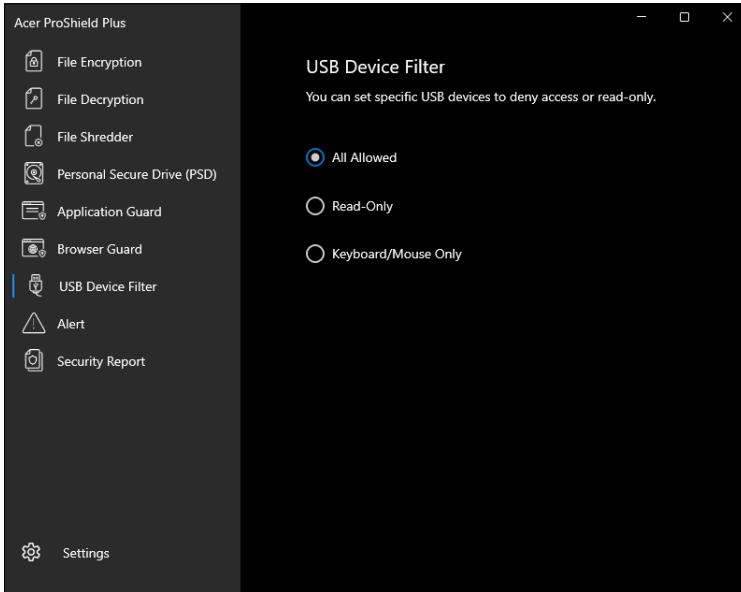 Acer ProShield Plus
File Encryption
File Decryption
File Shredder
Personal Secure Drive (PSD)
Application Guard
Browser Guard
USB Device Filter
Alert
Security Report
Settings
USB Device Filter
You can set specific USB devices to deny access or read-only.
All Allowed
Read-Only
Keyboard/Mouse Only